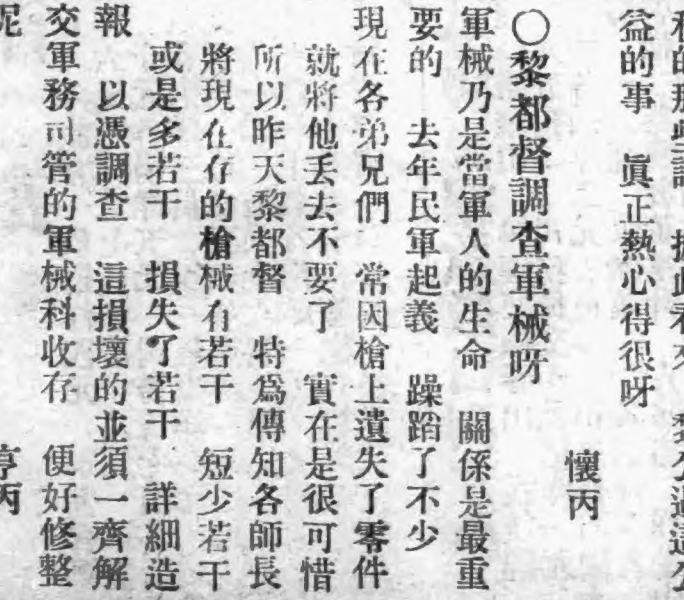 益的事 眞正熱心得很呀
懷丙
○黎都督調查軍械呀
軍械乃是當軍人的生命 關係是最重
要的 去年民軍起義 躁蹈了不少
現在各弟兄們 常因槍上遺失了零件
就將他丢去不要了 實在是很可惜
所以昨天黎都督 特爲傳知各師長
將現在存的槍械有若干 短少若干
或是多若干 損失了若干 詳細造
報 以憑調查 這損壞的並須一齊解
交軍務司管的軍械科收存 便好修整
呢 亨丙